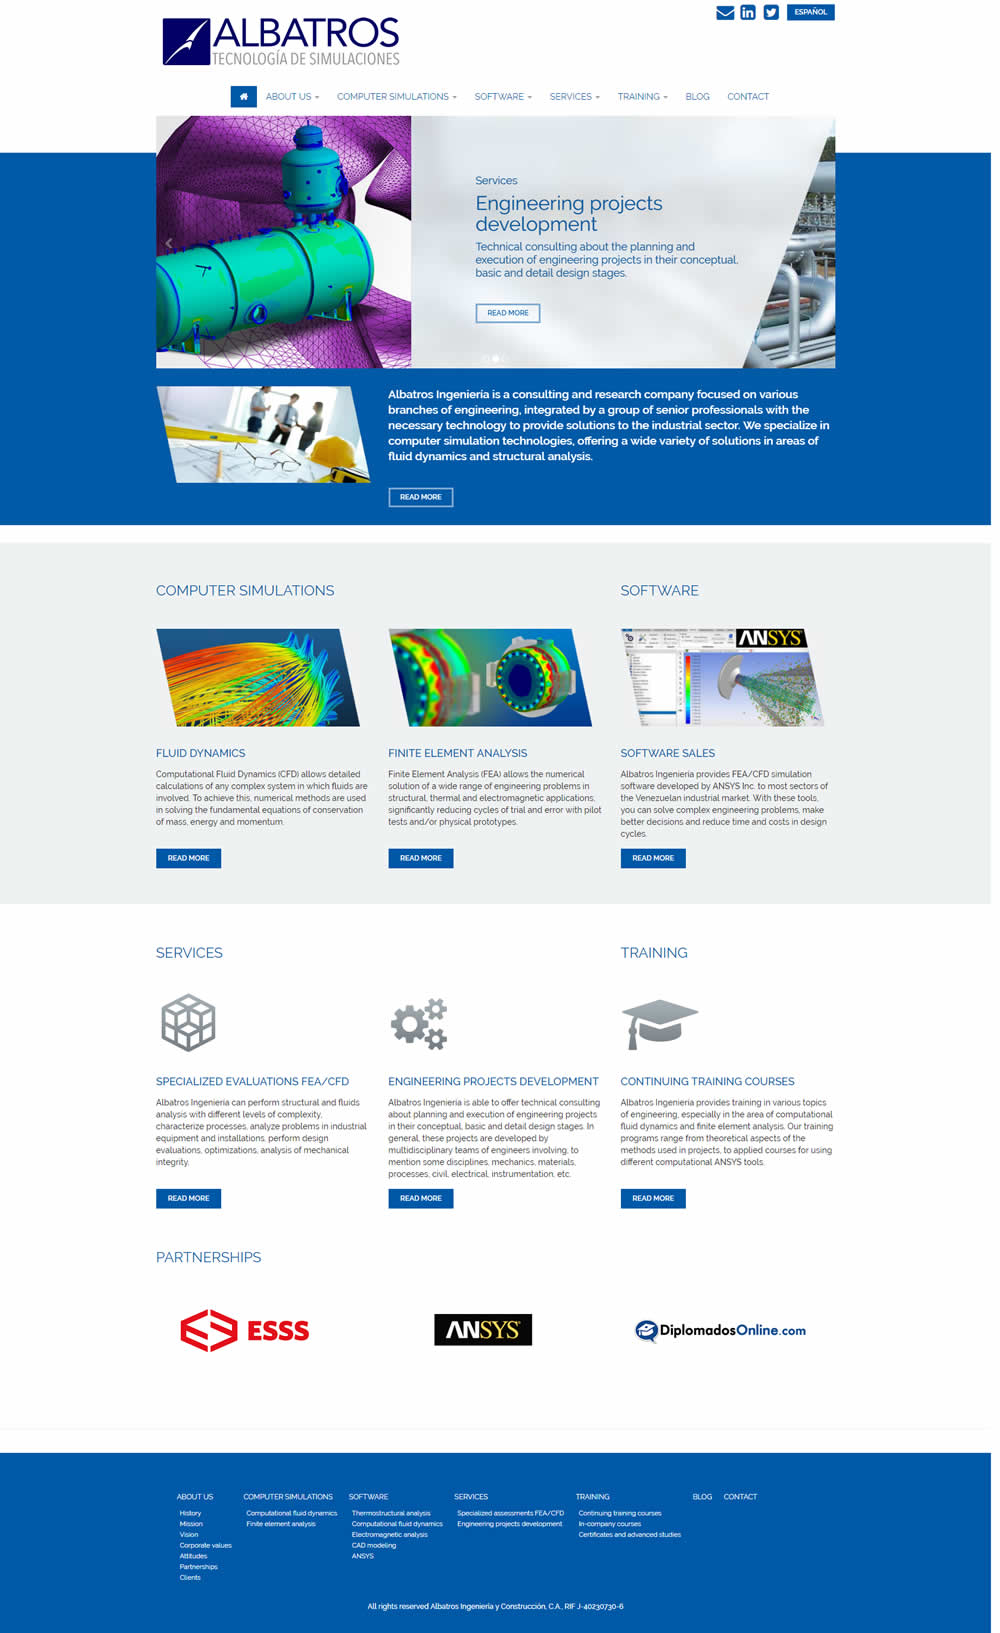 ESPAÑOL
ALBATROS
TECNOLOGÍA DE SIMULACIONES
ABOUT US
COMPUTER SIMULATIONS
SOFTWARE
SERVICES
TRAINING
BLOG
CONTACT
Services
Engineering projects
development
Technical consulting about the planning and
execution of engineering projects in their conceptual,
basic and detail design stages.
READ MORE
Albatros Ingeniería is a consulting and research company focused on various
branches of engineering, integrated by a group of senior professionals with the
necessary technology to provide solutions to the industrial sector. We specialize in
computer simulation technologies, offering a wide variety of solutions in areas of
fluid dynamics and structural analysis.
READ MORE
COMPUTER SIMULATIONS
FLUID DYNAMICS
Computational Fluid Dynamics (CFD) allows detailed
calculations of any complex system in which fluids are
involved. To achieve this, numerical methods are used
in solving the fundamental equations of conservation
of mass, energy and momentum.
READ MORE
FINITE ELEMENT ANALYSIS
Finite Element Analysis (FEA) allows the numerical
solution of a wide range of engineering problems in
structural, thermal and electromagnetic applications,
significantly reducing cycles of trial and error with pilot
tests and/or physical prototypes.
READ MORE
SOFTWARE
ANSYS
SOFTWARE SALES
Albatros Ingeniería provides FEA/CFD simulation
software developed by ANSYS Inc. to most sectors of
the Venezuelan industrial market. With these tools,
you can solve complex engineering problems, make
better decisions and reduce time and costs in design
cycles.
READ MORE
SERVICES
SPECIALIZED EVALUATIONS FEA/CFD
Albatros Ingeniería can perform structural and fluids
analysis with different levels of complexity,
characterize processes, analyze problems in industrial
equipment and installations, perform design
evaluations, optimizations, analysis of mechanical
integrity.
READ MORE
ENGINEERING PROJECTS DEVELOPMENT
Albatros Ingeniería is able to offer technical consulting
about planning and execution of engineering projects
in their conceptual, basic and detail design stages. In
general, these projects are developed by
multidisciplinary teams of engineers involving, to
mention some disciplines, mechanics, materials,
processes, civil, electrical, instrumentation, etc.
READ MORE
TRAINING
CONTINUING TRAINING COURSES
Albatros Ingeniería provides training in various topics
of engineering, especially in the area of computational
fluid dynamics and finite element analysis. Our training
programs range from theoretical aspects of the
methods used in projects, to applied courses for using
different computational ANSYS tools.
READ MORE
PARTNERSHIPS
ESSS
ANSYS
DiplomadosOnline.com
ABOUT US
History
Mission
Vision
Corporate values
Attitudes
Partnerships
Clients
COMPUTER SIMULATIONS
Computational fluid dynamics
Finite element analysis
SOFTWARE
Thermostructural analysis
Computational fluid dynamics
Electromagnetic analysis
CAD modeling
ANSYS
SERVICES
Specialized assessments FEA/CFD
Engineering projects development
TRAINING
Continuing training courses
In-company courses
Certificates and advanced studies
BLOG
CONTACT
All rights reserved Albatros Ingeniería y Construcción, C.A., RIF J-40230730-6